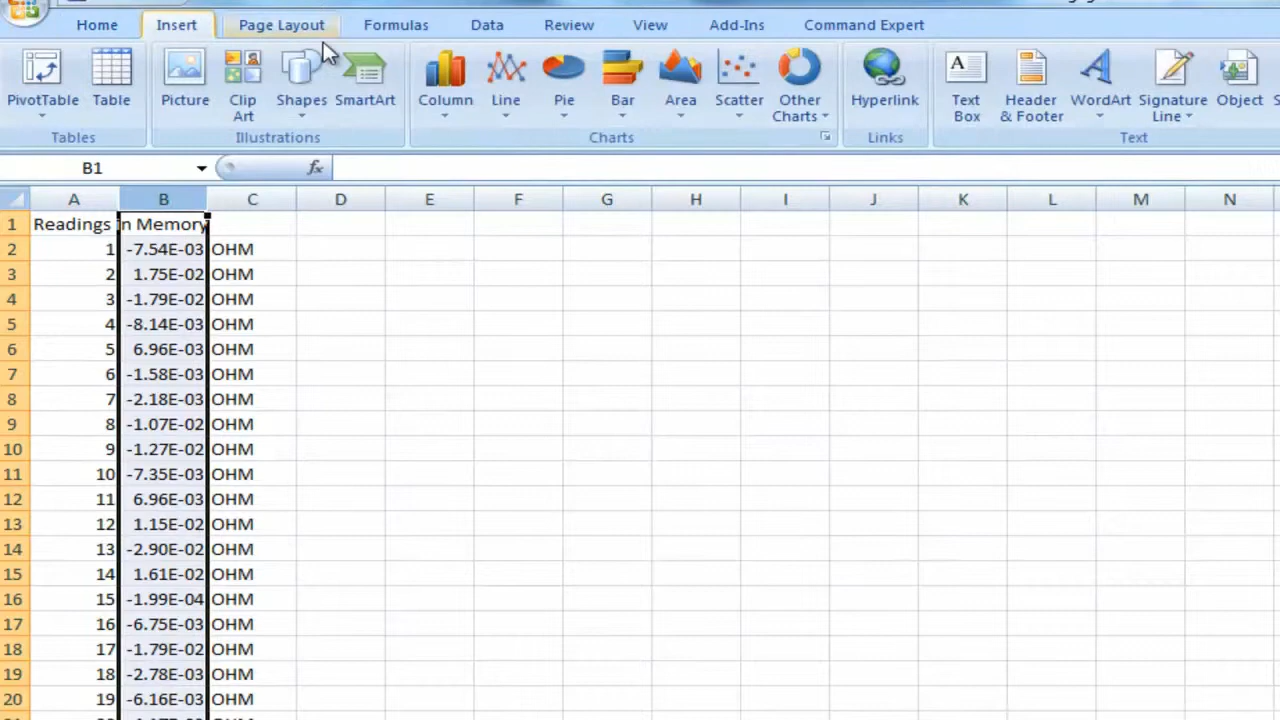 Home Insert Page Layout Formulas Data Review View Add-Ins Command Expert
PivotTable Table Picture Clip Art Shapes SmartArt Column Line Pie Bar Area Scatter Other Charts Hyperlink Text Box Header & Footer WordArt Signature Line Object
Tables Illustrations Charts Links Text
B1 fx
A B C D E F G H I J K L M N
1 Readings in Memory
2 1 -7.54E-03 OHM
3 2 1.75E-02 OHM
4 3 -1.79E-02 OHM
5 4 -8.14E-03 OHM
6 5 6.96E-03 OHM
7 6 -1.58E-03 OHM
8 7 -2.18E-03 OHM
9 8 -1.07E-02 OHM
10 9 -1.27E-02 OHM
11 10 -7.35E-03 OHM
12 11 6.96E-03 OHM
13 12 1.15E-02 OHM
14 13 -2.90E-02 OHM
15 14 1.61E-02 OHM
16 15 -1.99E-04 OHM
17 16 -6.75E-03 OHM
18 17 -1.79E-02 OHM
19 18 -2.78E-03 OHM
20 19 -6.16E-03 OHM